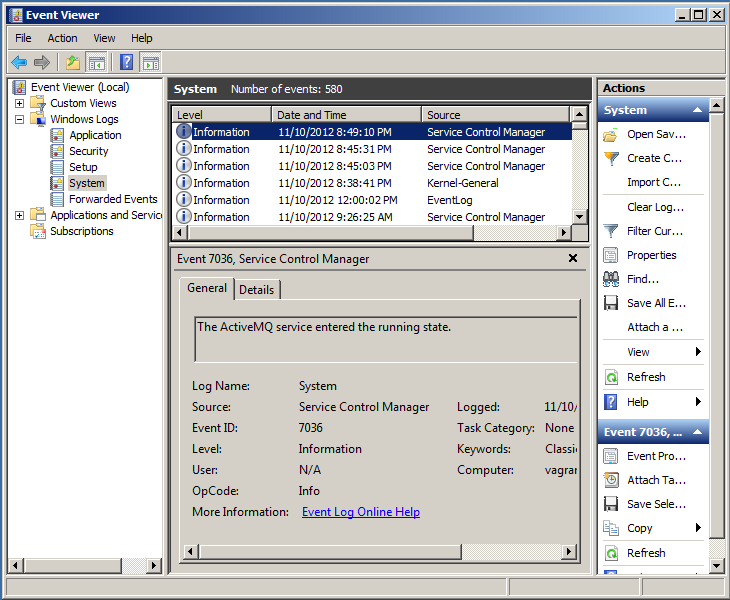 Event Viewer
File Action View Help
Event Viewer (Local)
Custom Views
Windows Logs
Application
Security
Setup
System
Forwarded Events
Applications and Service
Subscriptions
System Number of events: 580
Level Date and Time Source
Information 11/10/2012 8:49:10 PM Service Control Manager
Information 11/10/2012 8:45:31 PM Service Control Manager
Information 11/10/2012 8:45:03 PM Service Control Manager
Information 11/10/2012 8:38:41 PM Kernel-General
Information 11/10/2012 12:00:02 PM EventLog
Information 11/10/2012 9:26:25 AM Service Control Manager
Event 7036, Service Control Manager
General Details
The ActiveMQ service entered the running state.
Log Name: System
Source: Service Control Manager Logged: 11/10/
Event ID: 7036 Task Category: None
Level: Information Keywords: Classi
User: N/A Computer: vagran
OpCode: Info
More Information: Event Log Online Help
Actions
System
Open Sav...
Create C...
Import C...
Clear Log...
Filter Cur...
Properties
Find...
Save All E...
Attach a ...
View
Refresh
Help
Event 7036, ...
Event Pro...
Attach Ta...
Save Sele...
Copy
Refresh